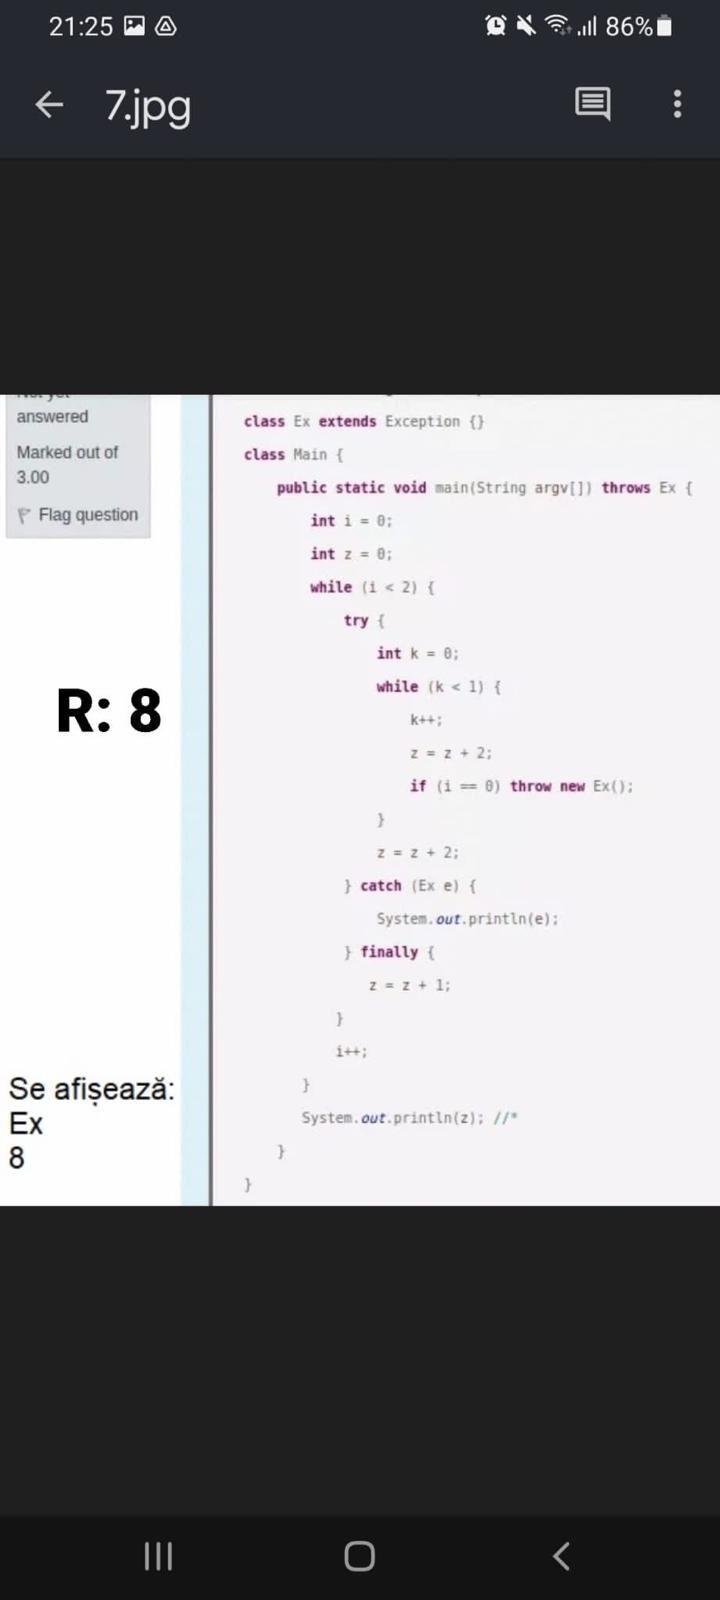 21:25 86%
7.jpg
Not yet
answered
Marked out of
3.00
Flag question
R: 8
Se afișează:
Ex
8
class Ex extends Exception {}
class Main {
public static void main(String argv[]) throws Ex {
int i = 0;
int z = 0;
while (i < 2) {
try {
int k = 0;
while (k < 1) {
k++;
z = z + 2;
if (i == 0) throw new Ex();
}
z = z + 2;
} catch (Ex e) {
System.out.println(e);
} finally {
z = z + 1;
}
i++;
}
System.out.println(z); //*
}
}